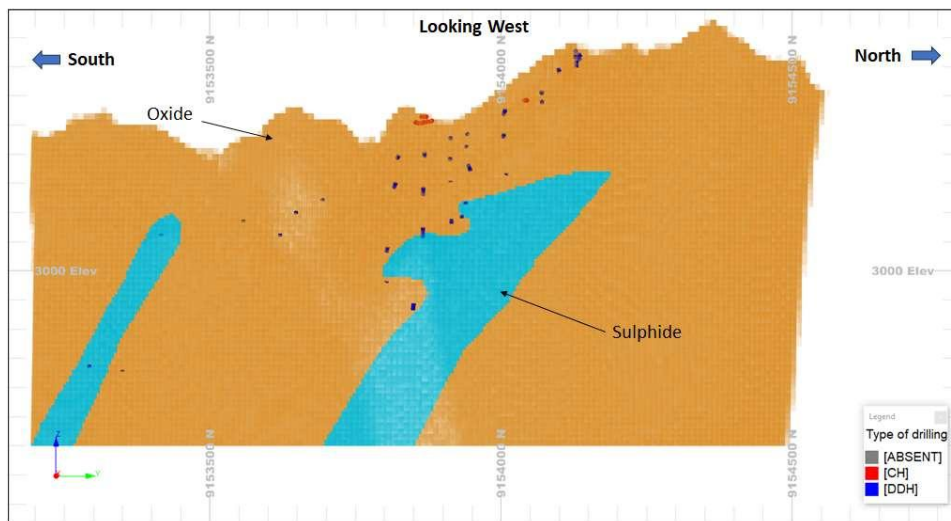 Looking West
South
North
9153500 N
9154000 N
9154500 N
Oxide
3000 Elev
3000 Elev
Sulphide
Z
Y
9153500 N
9154000 N
9154500 N
Legend
Type of drilling
[ABSENT]
[CH]
[DDH]